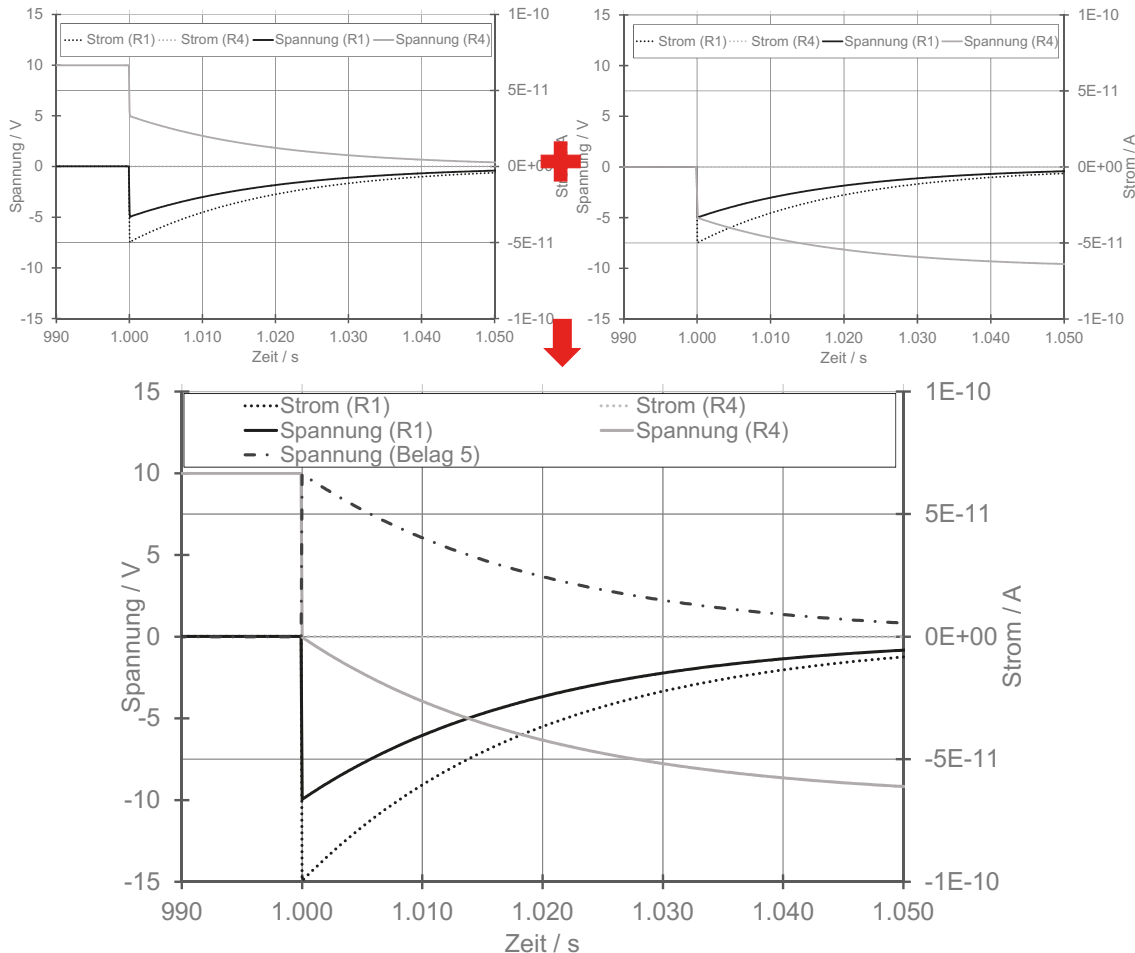 15
10
5
0
-5
-10
-15
Spannung / V
Strom (R1) Strom (R4) Spannung (R1) Spannung (R4)
1E-10
5E-11
0E+00
-5E-11
-1E-10
990 1.000 1.010 1.020 1.030 1.040 1.050
Zeit / s
15
10
5
0
-5
-10
-15
Spannung / V
Strom (R1) Strom (R4) Spannung (R1) Spannung (R4)
1E-10
5E-11
0E+00
-5E-11
-1E-10
Strom / A
990 1.000 1.010 1.020 1.030 1.040 1.050
Zeit / s
15
10
5
0
-5
-10
-15
Spannung / V
Strom (R1) Strom (R4)
Spannung (R1) Spannung (R4)
Spannung (Belag 5)
1E-10
5E-11
0E+00
-5E-11
-1E-10
Strom / A
990 1.000 1.010 1.020 1.030 1.040 1.050
Zeit / s